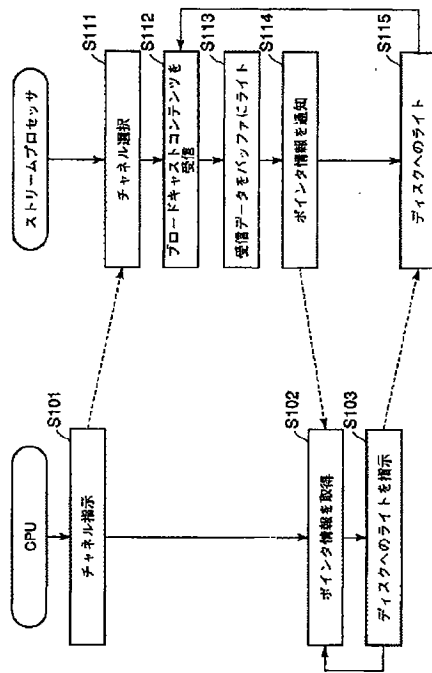 CPU
S101
チャネル指示
S102
ポインタ情報を取得
S103
ディスクへのライトを指示
ストリームプロセッサ
S111
チャネル選択
S112
ブロードキャストコンテンツを
受信
S113
受信データをバッファにライト
S114
ポインタ情報を通知
S115
ディスクへのライト